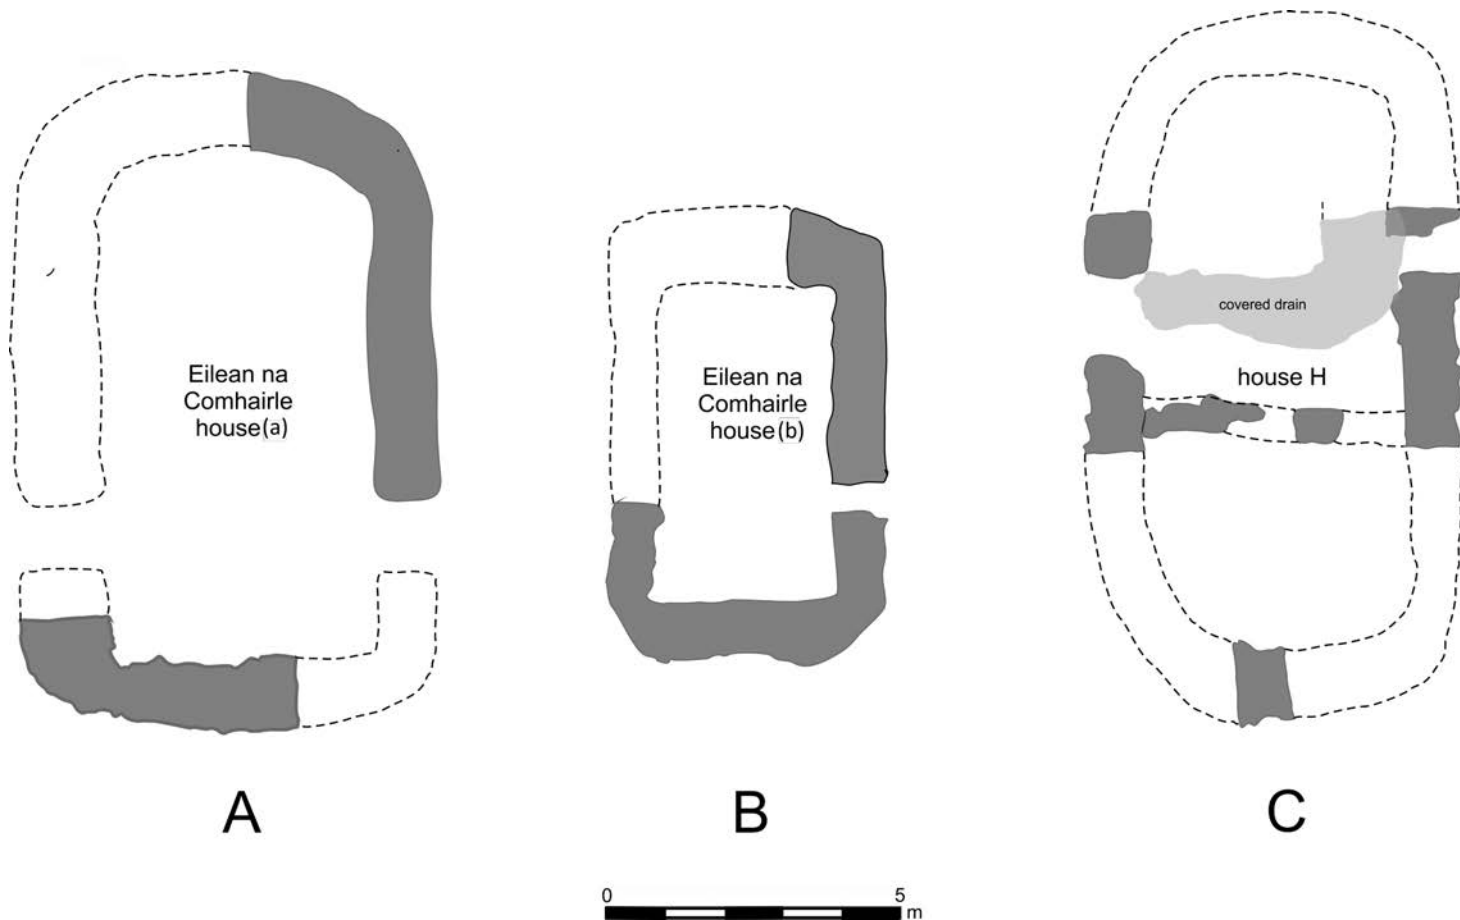 Eilean na
Comhairle
house(a)
Eilean na
Comhairle
house(b)
covered drain
house H
A
B
C
0 5
m